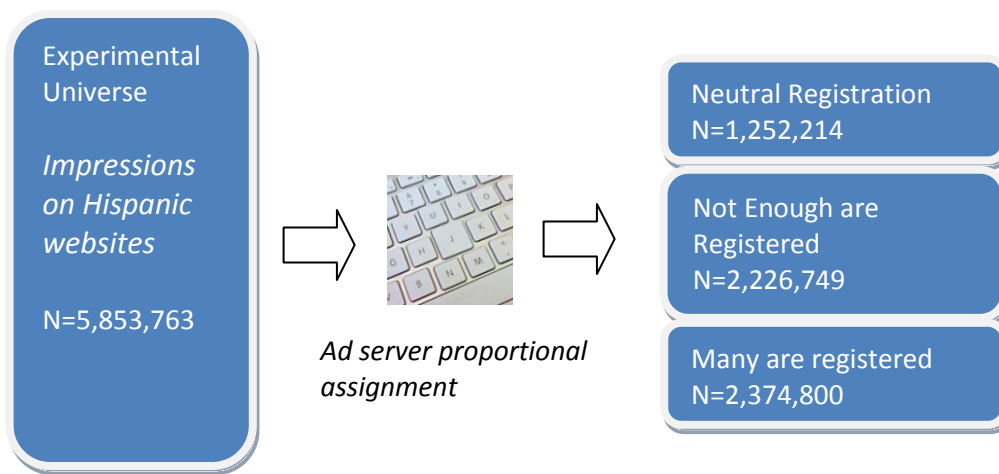 Experimental
Universe
Impressions
on Hispanic
websites
N=5,853,763
Ad server proportional
assignment
Neutral Registration
N=1,252,214
Not Enough are
Registered
N=2,226,749
Many are registered
N=2,374,800